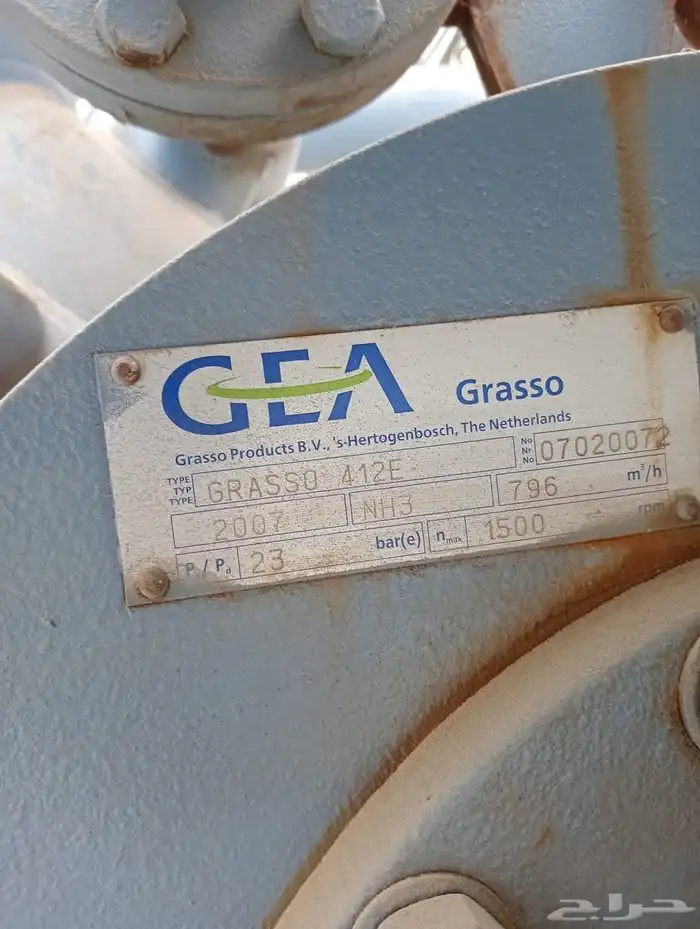 GEA Grasso
Grasso Products B.V., 's-Hertogenbosch, The Netherlands
TYPE
TYP
TYPE
GRASSO 412E
No
Nr.
No
07020072
2007
NH3
796 m³/h
P / Pd 23 bar(e)
nmax 1500 rpm
حراج